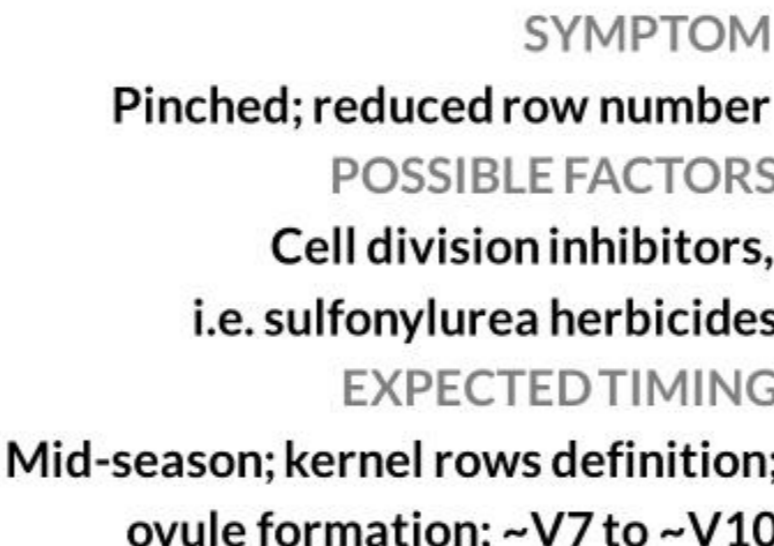 SYMPTOM
Pinched; reduced row number
POSSIBLE FACTORS
Cell division inhibitors,
i.e. sulfonylurea herbicides
EXPECTED TIMING
Mid-season; kernel rows definition;
ovule formation; ~V7 to ~V10